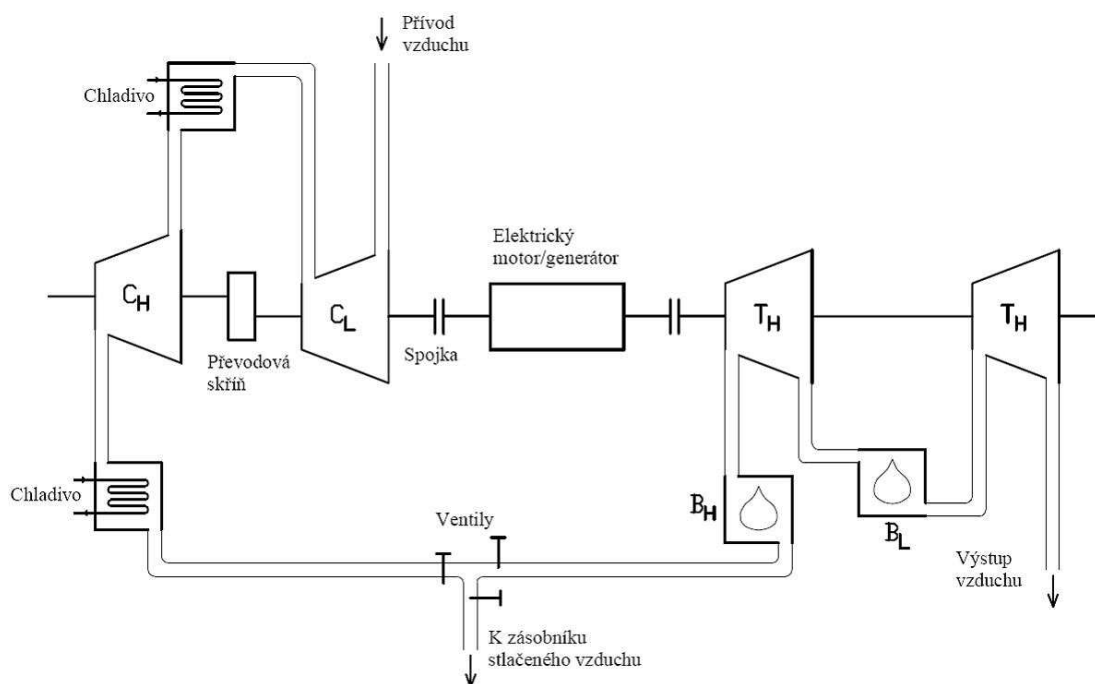 Přívod
vzduchu
Chladivo
Elektrický
motor/generátor
C_H
C_L
T_H
T_H
Spojka
Převodová
skříň
Chladivo
Ventily
B_H
B_L
Výstup
vzduchu
K zásobníku
stlačeného vzduchu